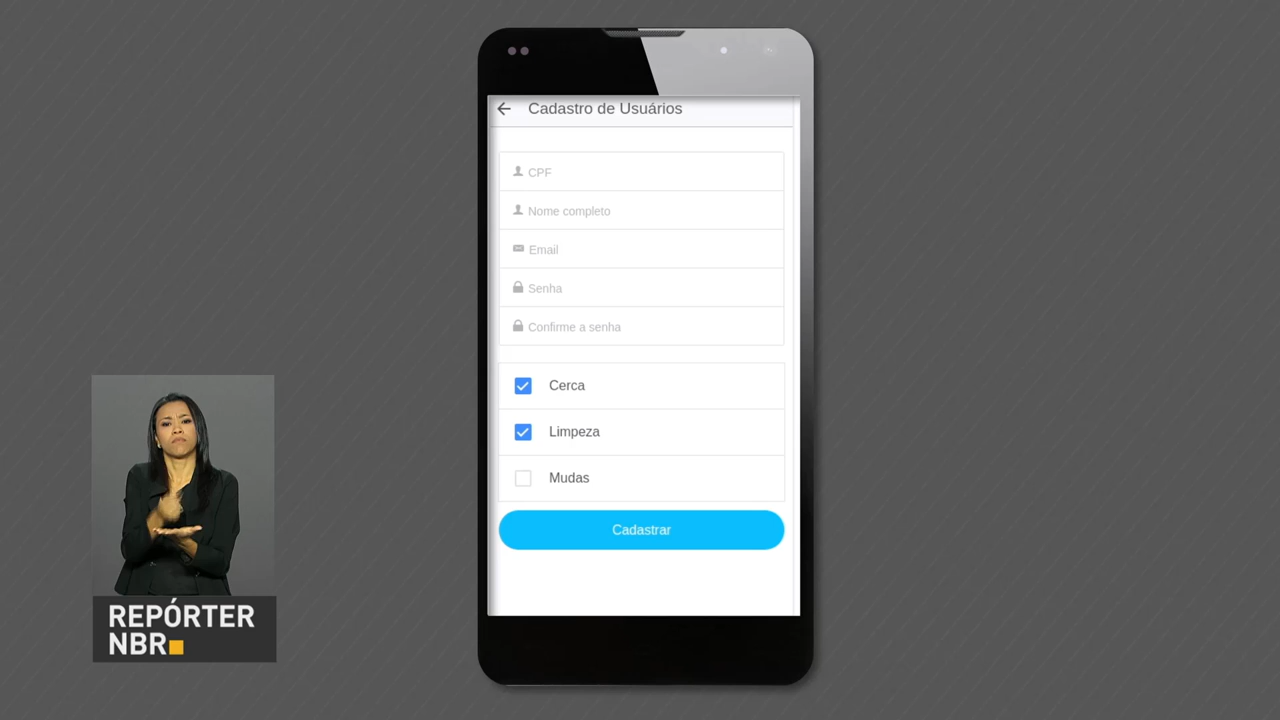 Cadastro de Usuários
CPF
Nome completo
Email
Senha
Confirme a senha
Cerca
Limpeza
Mudas
Cadastrar
REPÓRTER
NBR